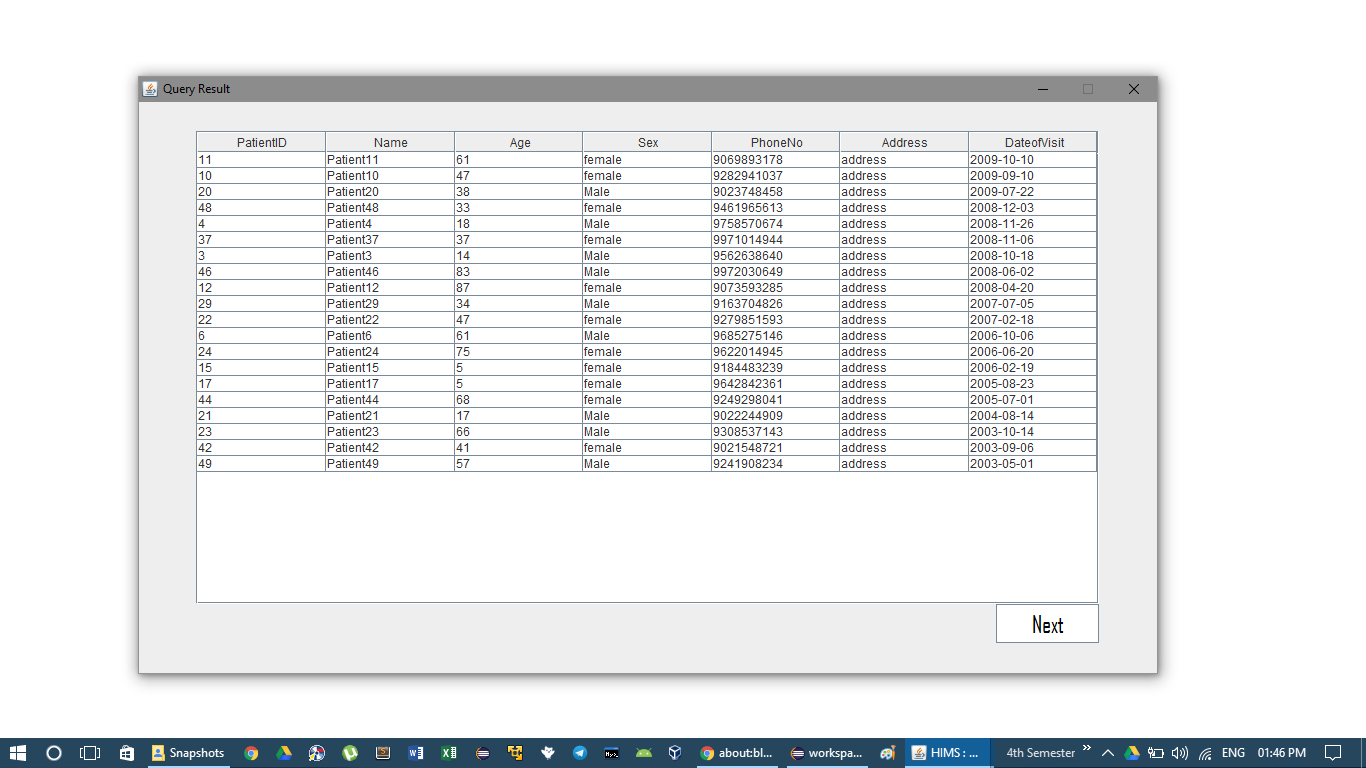 Query Result
PatientID Name Age Sex PhoneNo Address DateofVisit
11 Patient11 61 female 9069893178 address 2009-10-10
10 Patient10 47 female 9282941037 address 2009-09-10
20 Patient20 38 Male 9023748458 address 2009-07-22
48 Patient48 33 female 9461965613 address 2008-12-03
4 Patient4 18 Male 9758570674 address 2008-11-26
37 Patient37 37 female 9971014944 address 2008-11-06
3 Patient3 14 Male 9562638640 address 2008-10-18
46 Patient46 83 Male 9972030649 address 2008-06-02
12 Patient12 87 female 9073593285 address 2008-04-20
29 Patient29 34 Male 9163704826 address 2007-07-05
22 Patient22 47 female 9279851593 address 2007-02-18
6 Patient6 61 Male 9685275146 address 2006-10-06
24 Patient24 75 female 9622014945 address 2006-06-20
15 Patient15 5 female 9184483239 address 2006-02-19
17 Patient17 5 female 9642842361 address 2005-08-23
44 Patient44 68 female 9249298041 address 2005-07-01
21 Patient21 17 Male 9022244909 address 2004-08-14
23 Patient23 66 Male 9308537143 address 2003-10-14
42 Patient42 41 female 9021548721 address 2003-09-06
49 Patient49 57 Male 9241908234 address 2003-05-01
Next
Snapshots about:bl... workspa... HIMS : ... 4th Semester ENG 01:46 PM